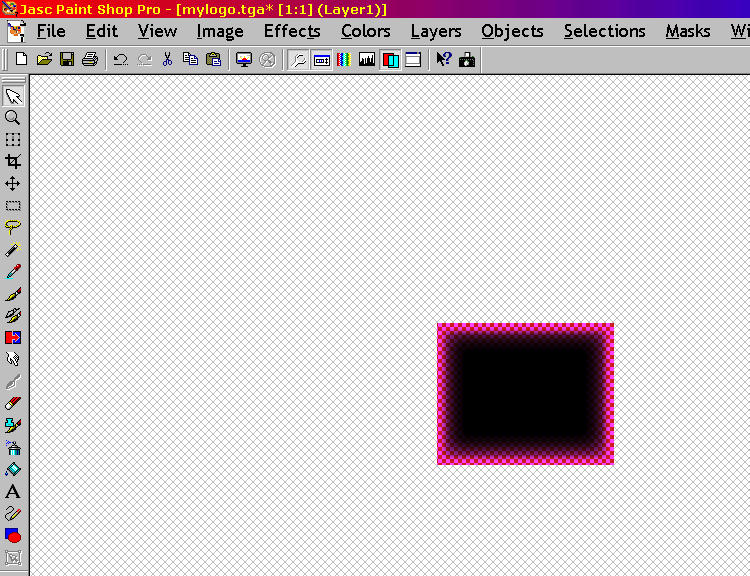 Jasc Paint Shop Pro - [mylogo.tga* [1:1] (Layer1)]
File Edit View Image Effects Colors Layers Objects Selections Masks Wi